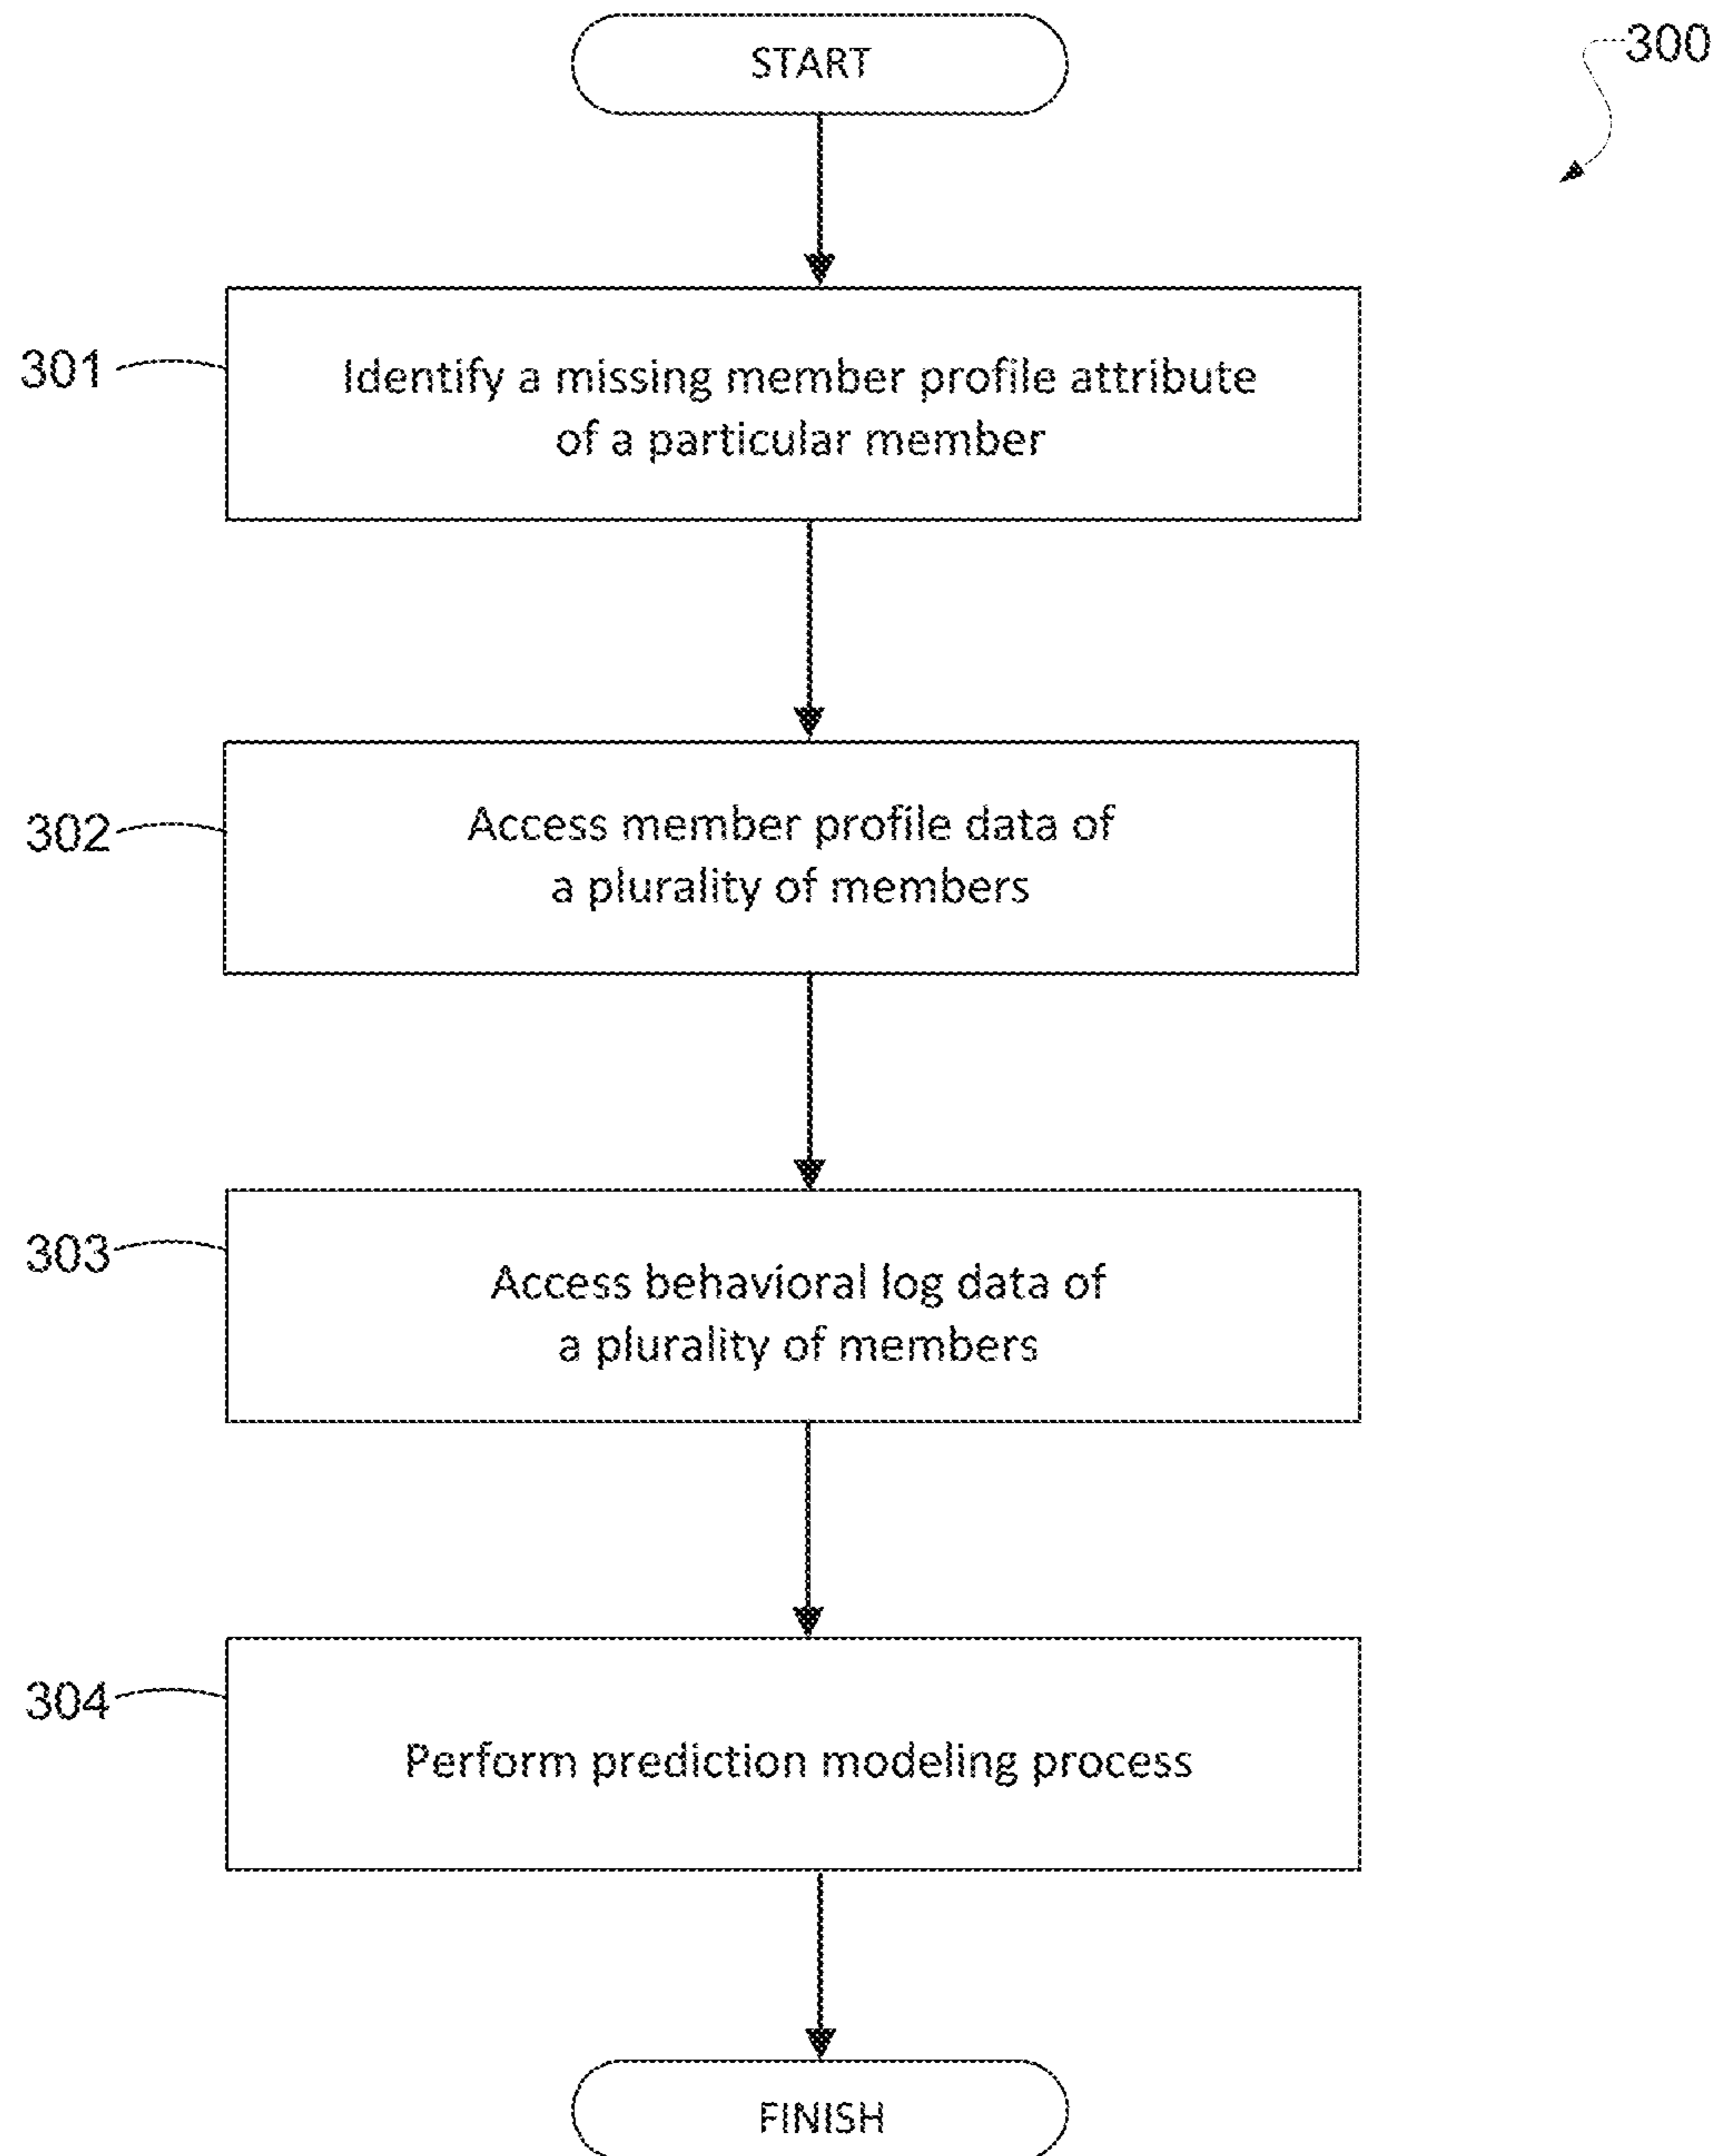 START
300
301
Identify a missing member profile attribute
of a particular member
302
Access member profile data of
a plurality of members
303
Access behavioral log data of
a plurality of members
304
Perform prediction modeling process
FINISH